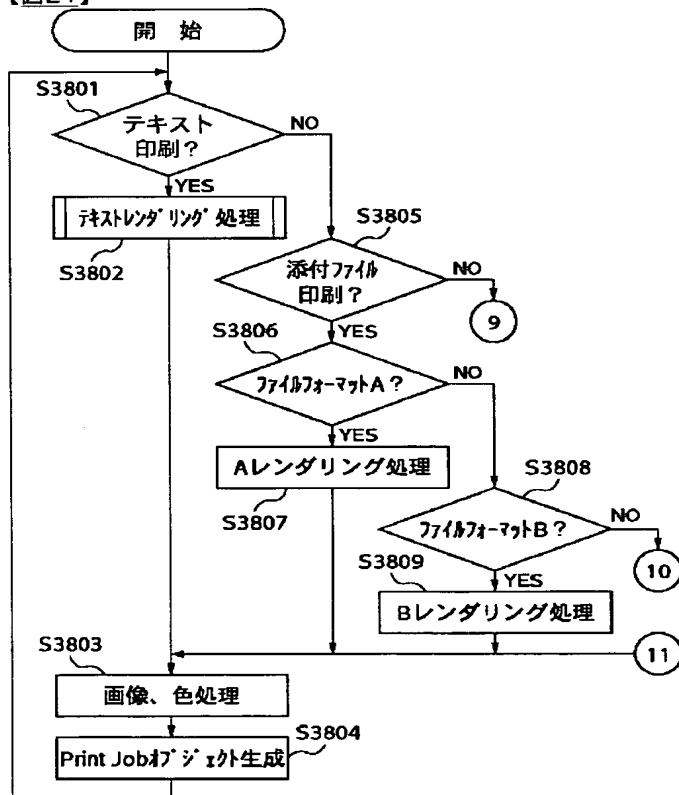 【図24】
開 始
S3801
テキスト
印刷？
NO
YES
ﾃｷｽﾄﾚﾝﾀﾞﾘﾝｸﾞ処理
S3802
S3805
添付ﾌｧｲﾙ
印刷？
NO
9
YES
S3806
ﾌｧｲﾙﾌｫｰﾏｯﾄA？
NO
YES
Aレンダリング処理
S3807
S3808
ﾌｧｲﾙﾌｫｰﾏｯﾄB？
NO
10
YES
S3809
Bレンダリング処理
11
S3803
画像、色処理
S3804
Print Jobｵﾌﾞｼﾞｪｸﾄ生成